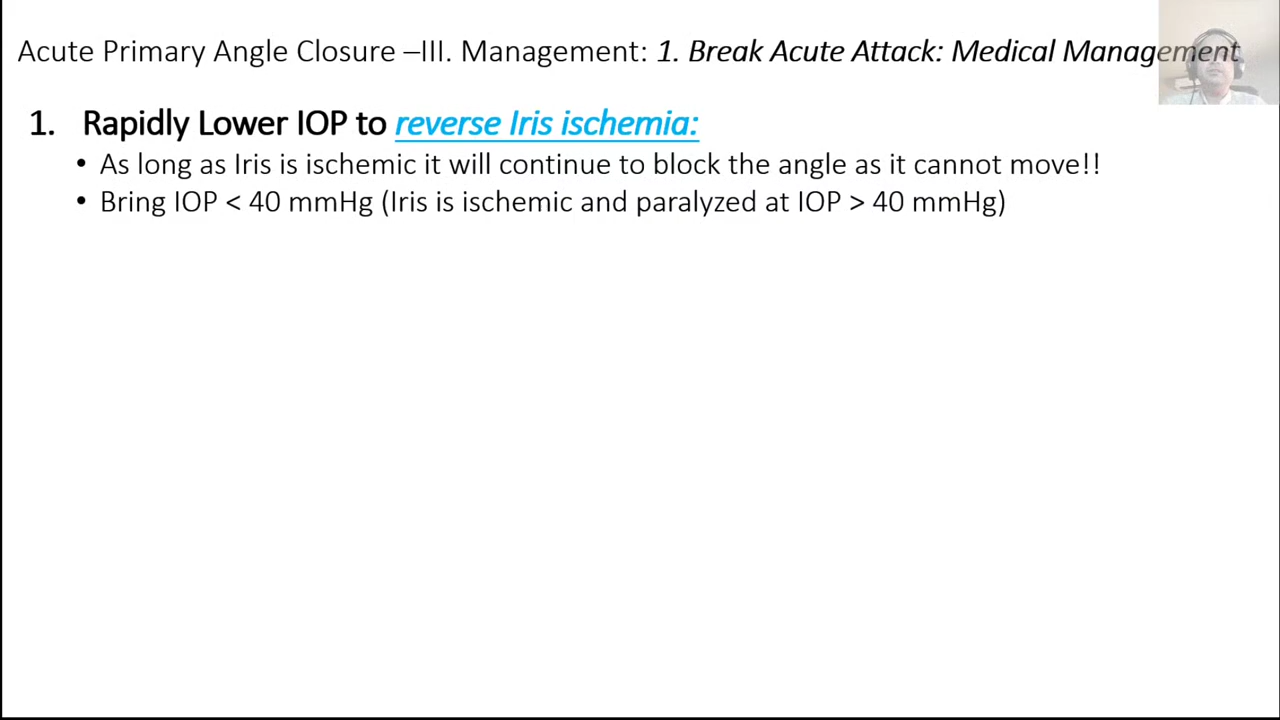 Acute Primary Angle Closure –III. Management: 1. Break Acute Attack: Medical Management
1. Rapidly Lower IOP to reverse Iris ischemia:
• As long as Iris is ischemic it will continue to block the angle as it cannot move!!
• Bring IOP < 40 mmHg (Iris is ischemic and paralyzed at IOP > 40 mmHg)